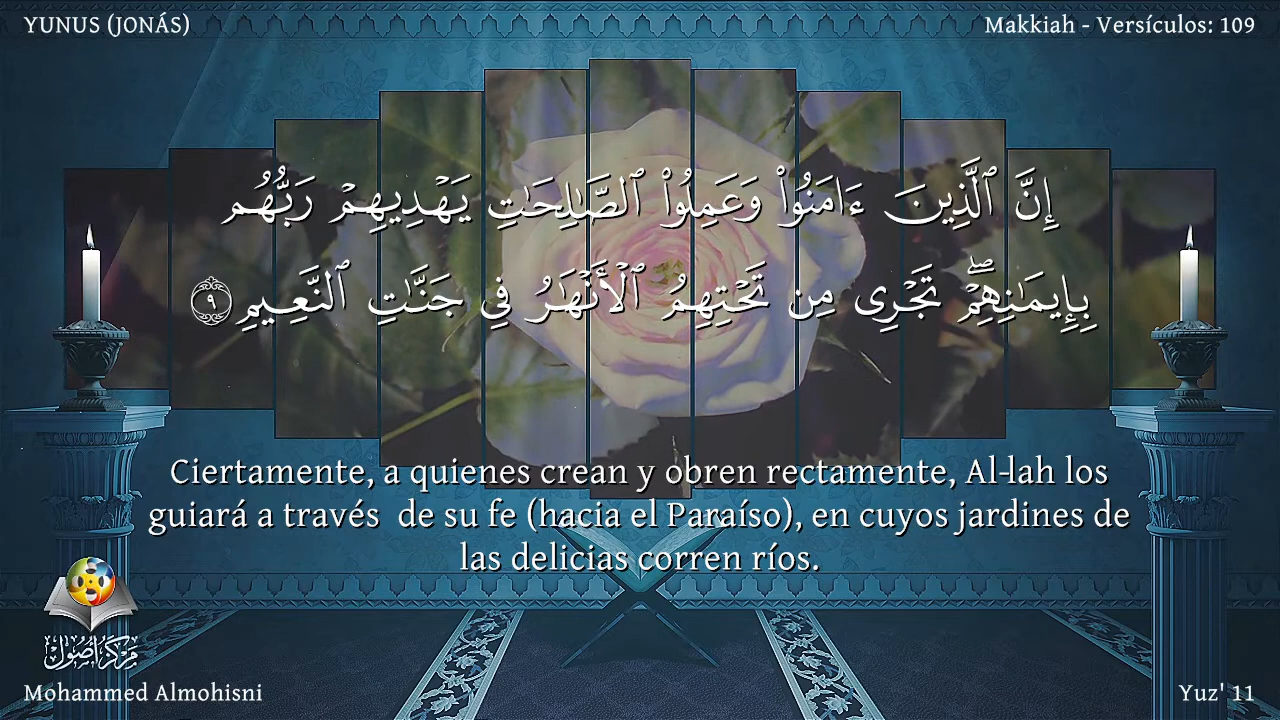 YUNUS (JONÁS)
Makkiah - Versículos: 109
إِنَّ ٱلَّذِينَ ءَامَنُوا۟ وَعَمِلُوا۟ ٱلصَّـٰلِحَـٰتِ يَهْدِيهِمْ رَبُّهُم
بِإِيمَـٰنِهِمْ ۖ تَجْرِى مِن تَحْتِهِمُ ٱلْأَنْهَـٰرُ فِى جَنَّـٰتِ ٱلنَّعِيمِ ٩
Ciertamente, a quienes crean y obren rectamente, Al-lah los
guiará a través  de su fe (hacia el Paraíso), en cuyos jardines de
las delicias corren ríos.
مركز أصول
Mohammed Almohisni
Yuz' 11